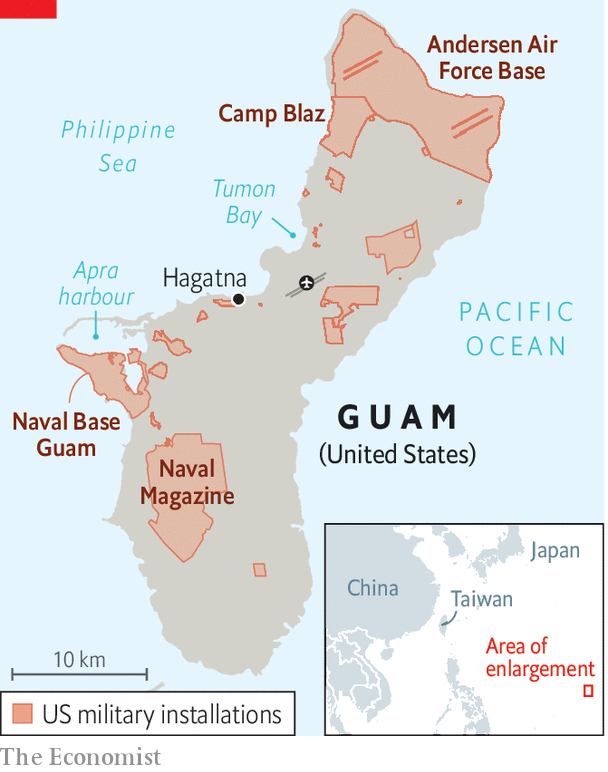 Andersen Air
Force Base
Camp Blaz
Philippine
Sea
Tumon
Bay
Apra
harbour
Hagatna
PACIFIC
OCEAN
Naval Base
Guam
GUAM
(United States)
Naval
Magazine
10 km
US military installations
Japan
China
Taiwan
Area of
enlargement
The Economist